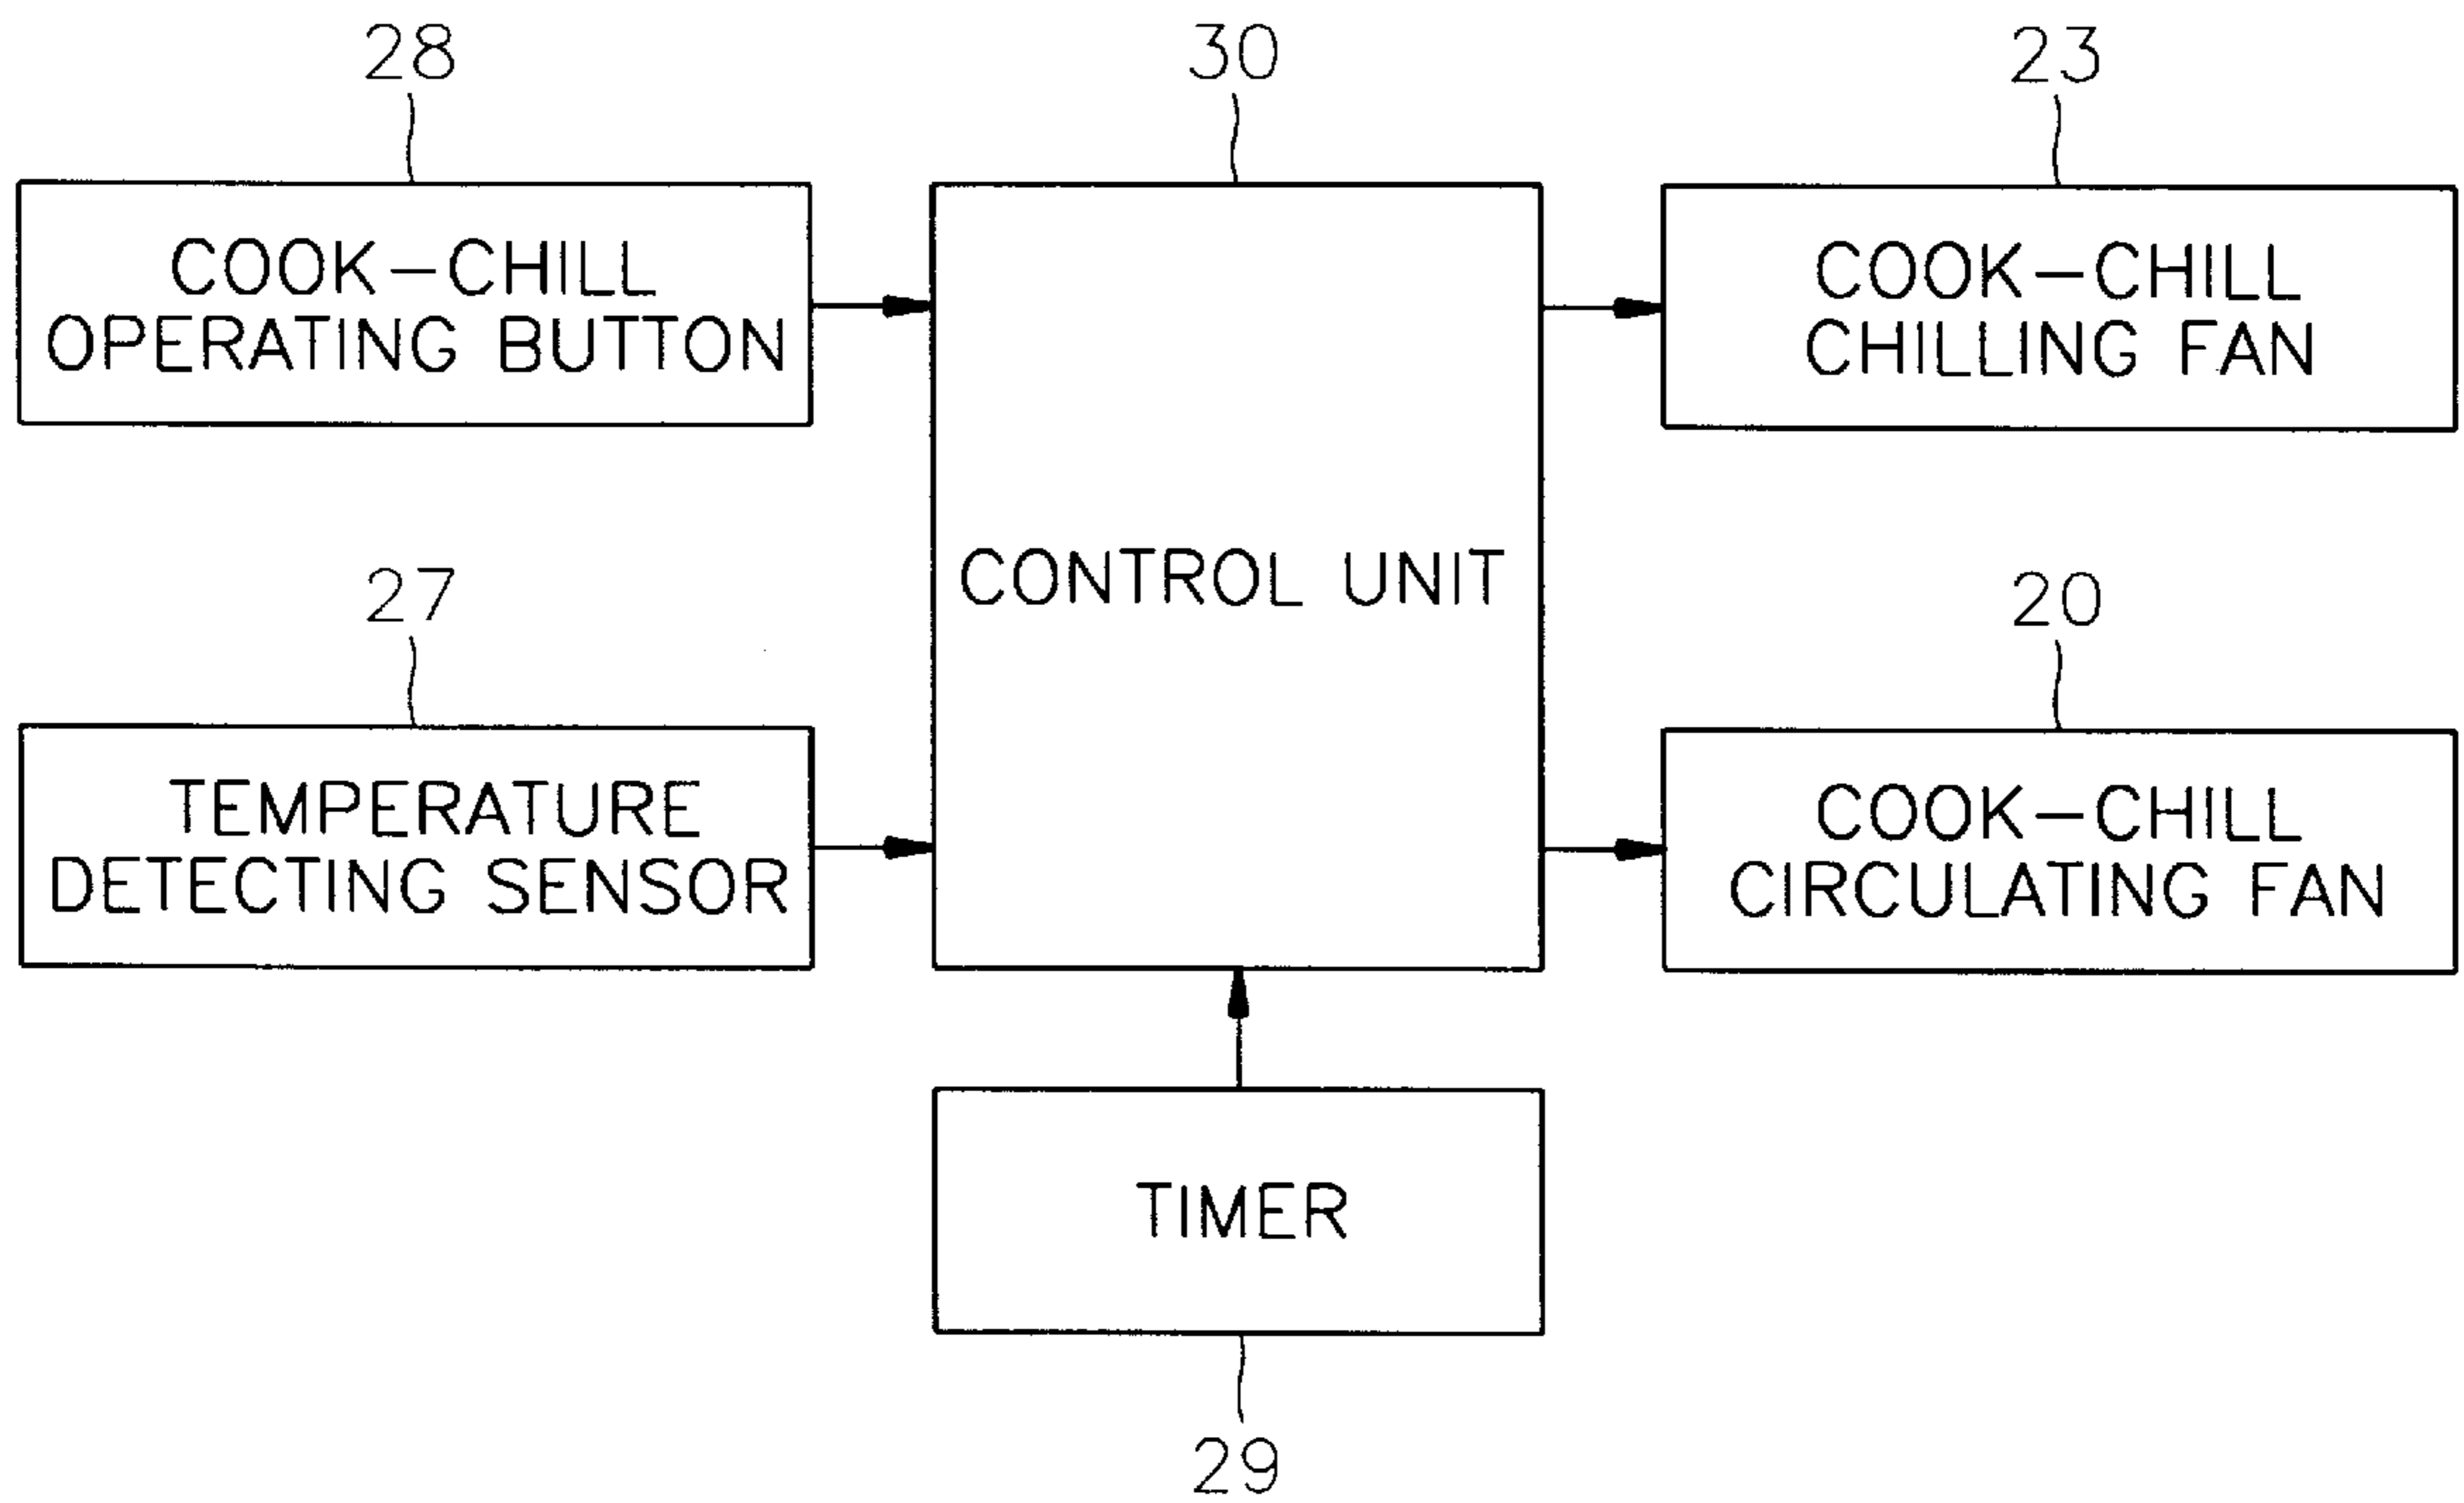 28
30
23
COOK-CHILL
OPERATING BUTTON
COOK-CHILL
CHILLING FAN
CONTROL UNIT
27
20
TEMPERATURE
DETECTING SENSOR
COOK-CHILL
CIRCULATING FAN
TIMER
29